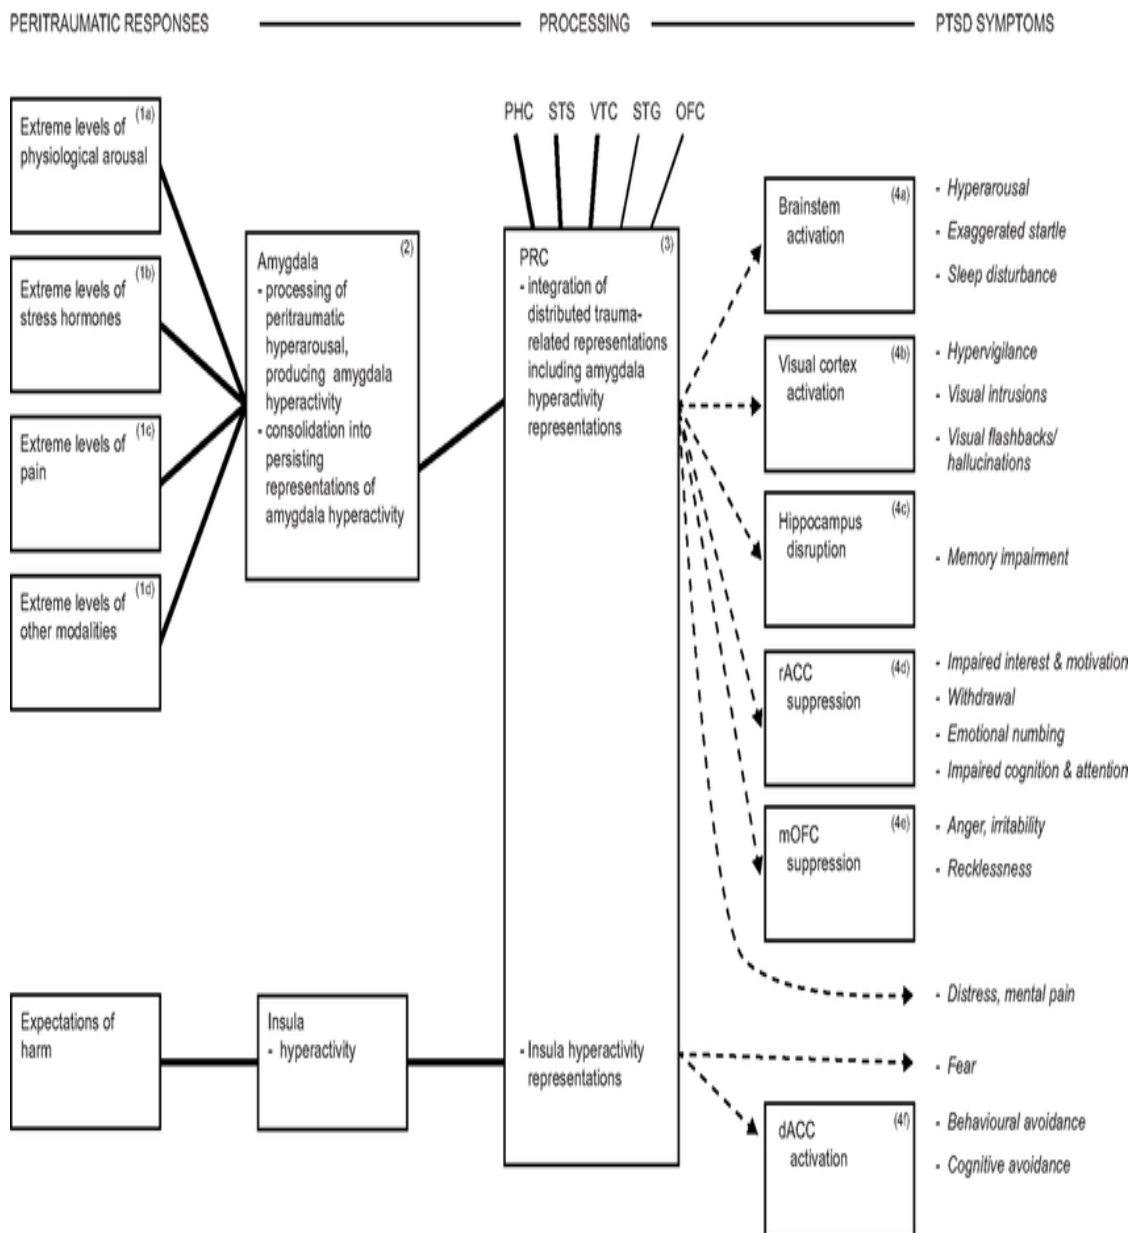 PERITRAUMATIC RESPONSES
PROCESSING
PTSD SYMPTOMS
(1a)
Extreme levels of
physiological arousal
(1b)
Extreme levels of
stress hormones
(1c)
Extreme levels of
pain
(1d)
Extreme levels of
other modalities
(2)
Amygdala
- processing of
peritraumatic
hyperarousal,
producing amygdala
hyperactivity
- consolidation into
persisting
representations of
amygdala hyperactivity
PHC STS VTC STG OFC
(3)
PRC
- integration of
distributed trauma-
related representations
including amygdala
hyperactivity
representations
(4a)
Brainstem
activation
- Hyperarousal
- Exaggerated startle
- Sleep disturbance
(4b)
Visual cortex
activation
- Hypervigilance
- Visual intrusions
- Visual flashbacks/
hallucinations
(4c)
Hippocampus
disruption
- Memory impairment
(4d)
rACC
suppression
- Impaired interest & motivation
- Withdrawal
- Emotional numbing
- Impaired cognition & attention
(4e)
mOFC
suppression
- Anger, irritability
- Recklessness
- Distress, mental pain
Expectations of
harm
Insula
- hyperactivity
- Insula hyperactivity
representations
- Fear
(4f)
dACC
activation
- Behavioural avoidance
- Cognitive avoidance